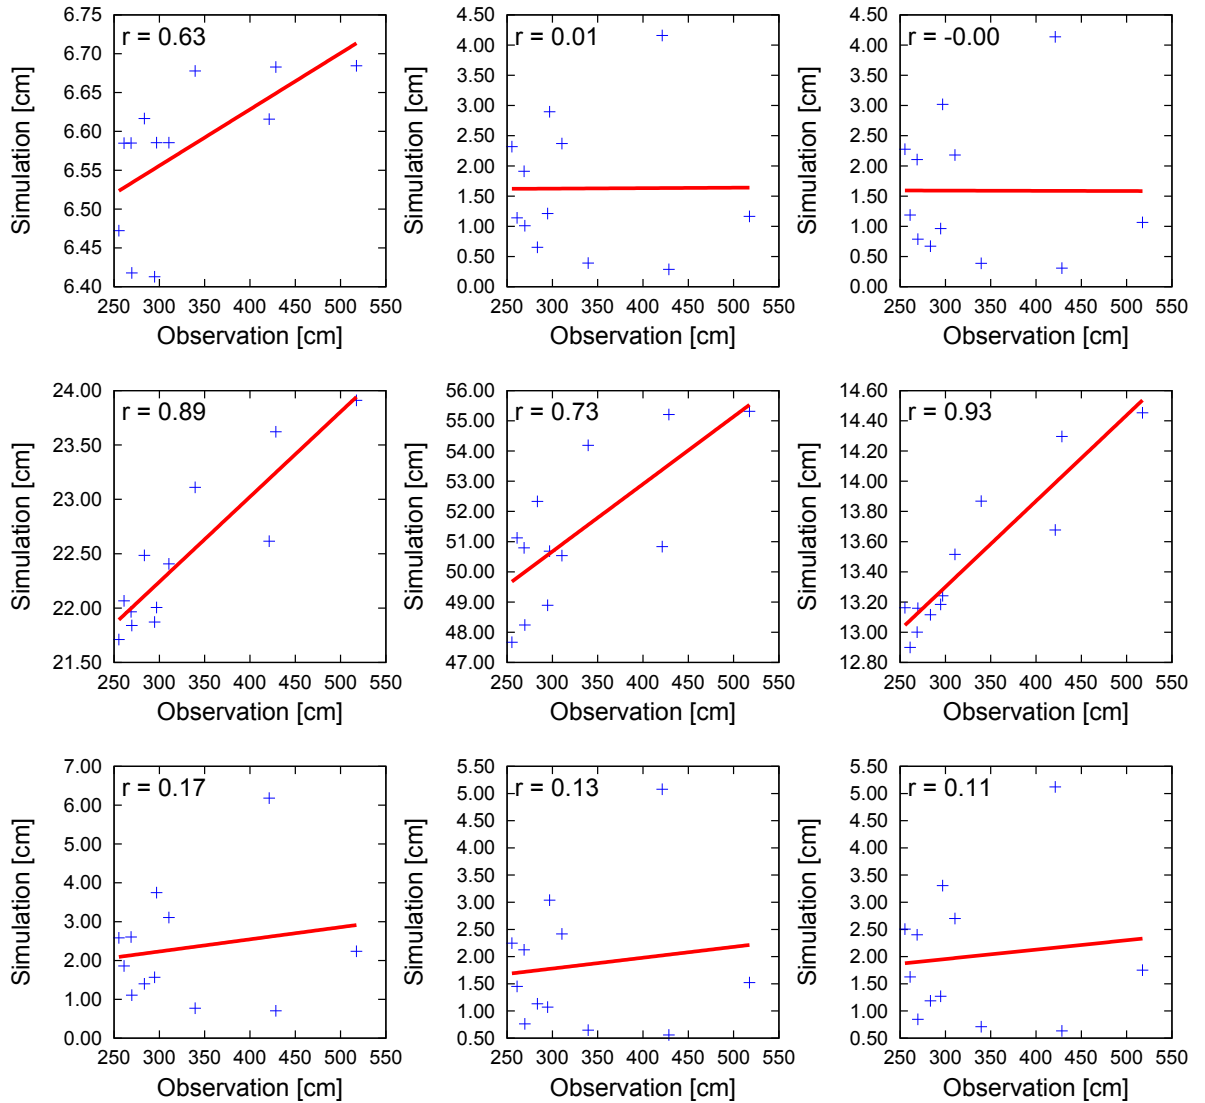 6.75
6.70
6.65
6.60
6.55
6.50
6.45
6.40
r = 0.63
Simulation [cm]
250 300 350 400 450 500 550
Observation [cm]
4.50
4.00
3.50
3.00
2.50
2.00
1.50
1.00
0.50
0.00
r = 0.01
Simulation [cm]
250 300 350 400 450 500 550
Observation [cm]
4.50
4.00
3.50
3.00
2.50
2.00
1.50
1.00
0.50
0.00
r = -0.00
Simulation [cm]
250 300 350 400 450 500 550
Observation [cm]
24.00
23.50
23.00
22.50
22.00
21.50
r = 0.89
Simulation [cm]
250 300 350 400 450 500 550
Observation [cm]
56.00
55.00
54.00
53.00
52.00
51.00
50.00
49.00
48.00
47.00
r = 0.73
Simulation [cm]
250 300 350 400 450 500 550
Observation [cm]
14.60
14.40
14.20
14.00
13.80
13.60
13.40
13.20
13.00
12.80
r = 0.93
Simulation [cm]
250 300 350 400 450 500 550
Observation [cm]
7.00
6.00
5.00
4.00
3.00
2.00
1.00
0.00
r = 0.17
Simulation [cm]
250 300 350 400 450 500 550
Observation [cm]
5.50
5.00
4.50
4.00
3.50
3.00
2.50
2.00
1.50
1.00
0.50
r = 0.13
Simulation [cm]
250 300 350 400 450 500 550
Observation [cm]
5.50
5.00
4.50
4.00
3.50
3.00
2.50
2.00
1.50
1.00
0.50
r = 0.11
Simulation [cm]
250 300 350 400 450 500 550
Observation [cm]